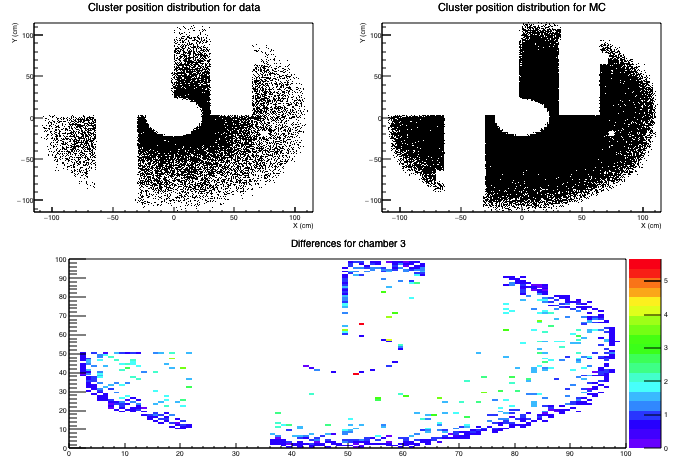 Cluster position distribution for data
Y (cm)
100
50
0
−50
−100
−100 −50 0 50 100
X (cm)
Cluster position distribution for MC
Y (cm)
100
50
0
−50
−100
−100 −50 0 50 100
X (cm)
Differences for chamber 3
100
90
80
70
60
50
40
30
20
10
0
0 10 20 30 40 50 60 70 80 90 100
5
4
3
2
1
0